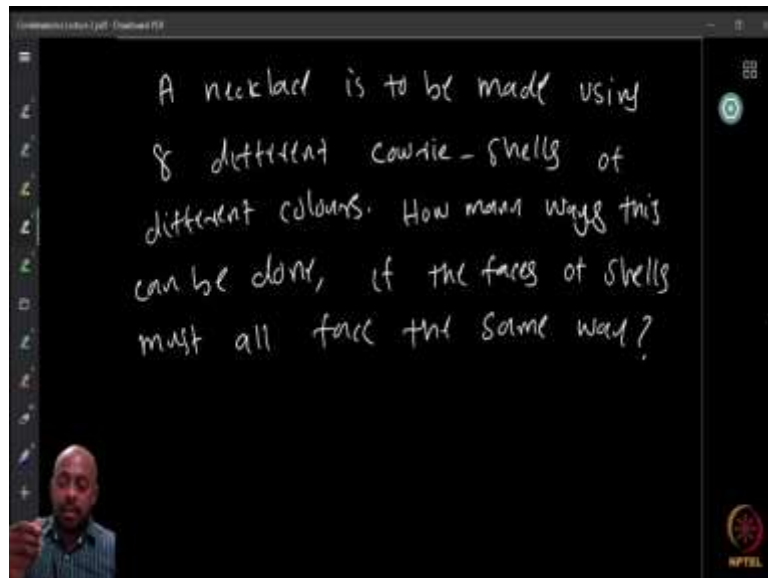 A necklace is to be made using
8 different cowrie-shells of
different colours. How many ways this
can be done, if the faces of shells
must all face the same way?
NPTEL